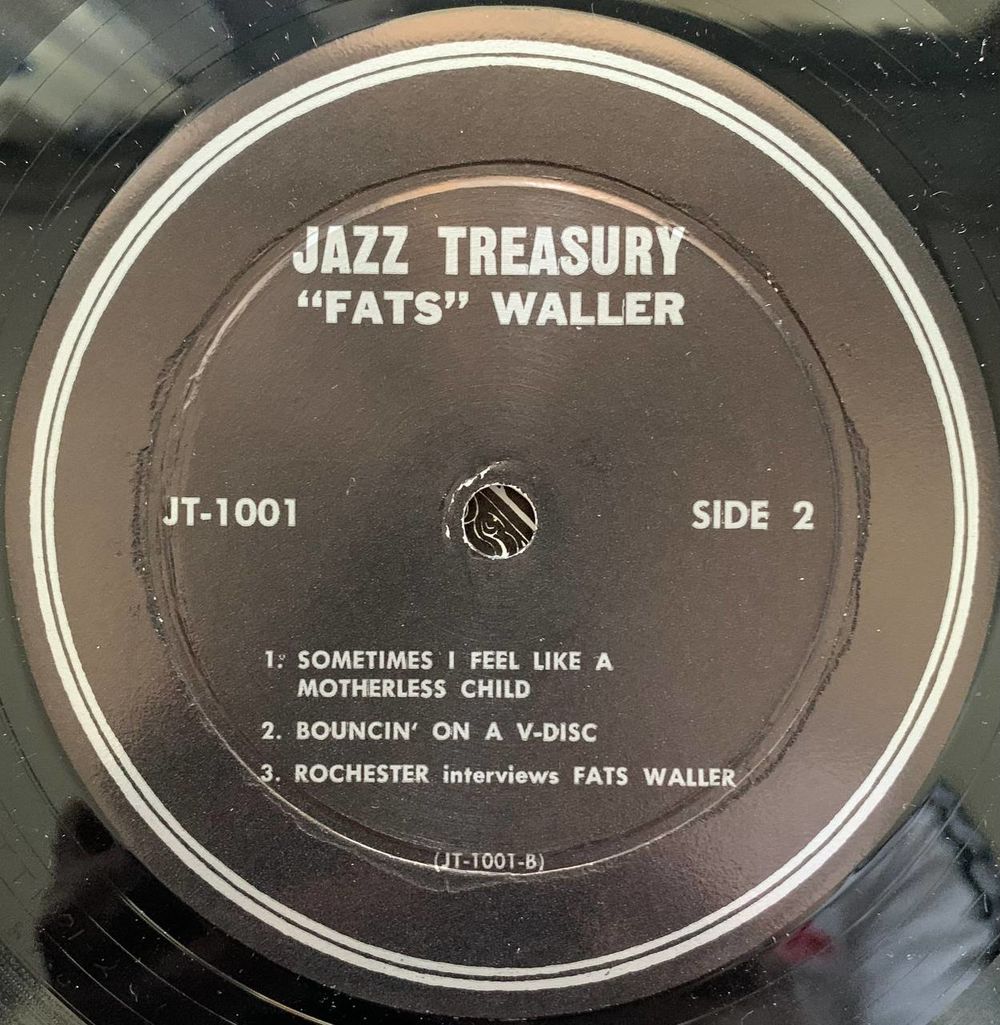 JAZZ TREASURY
“FATS” WALLER
JT-1001
SIDE 2
1. SOMETIMES I FEEL LIKE A
MOTHERLESS CHILD
2. BOUNCIN’ ON A V-DISC
3. ROCHESTER interviews FATS WALLER
(JT-1001-B)